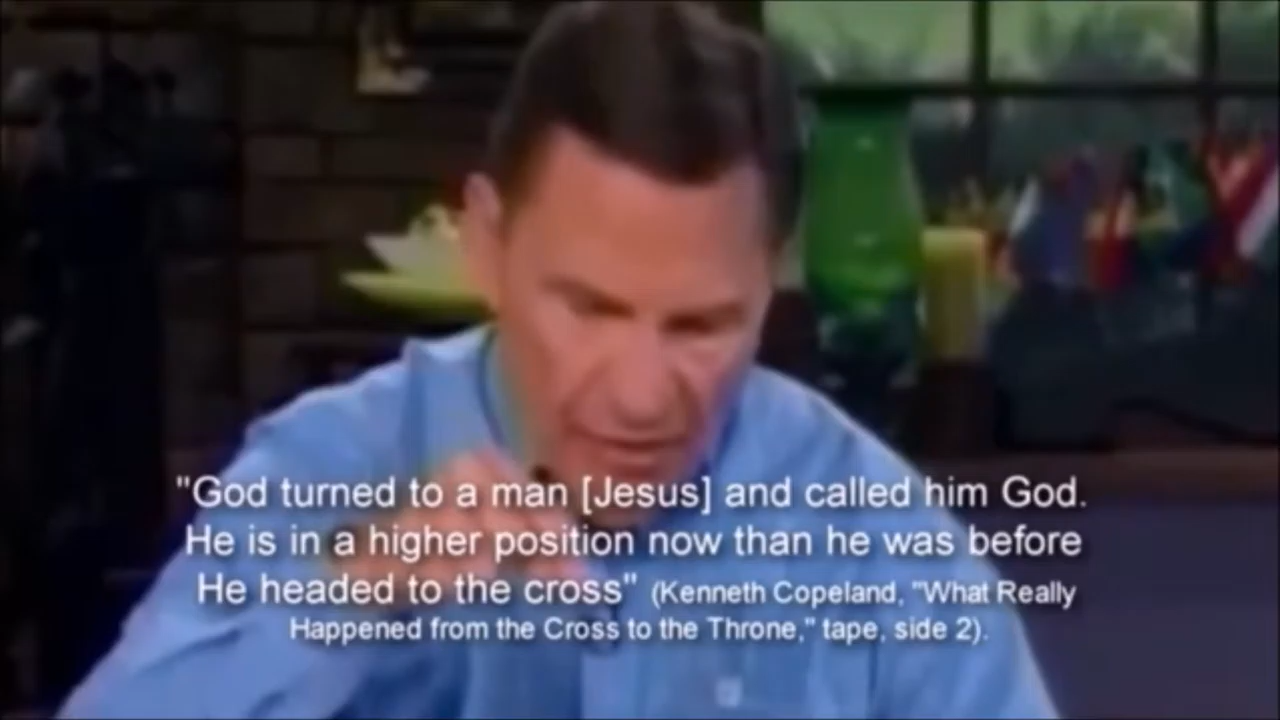 "God turned to a man [Jesus] and called him God.
He is in a higher position now than he was before
He headed to the cross" (Kenneth Copeland, "What Really
Happened from the Cross to the Throne," tape, side 2).